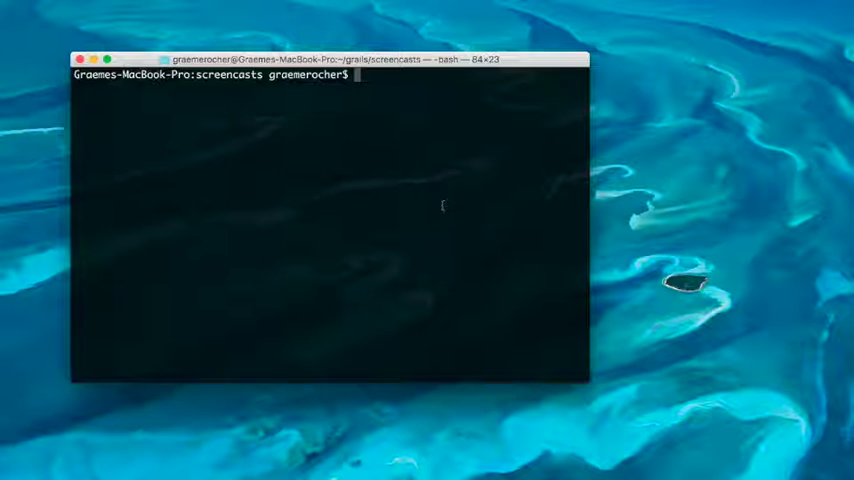 graemerocher@Graemes-MacBook-Pro:~/grails/screencasts — -bash — 84×23
Graemes-MacBook-Pro:screencasts graemerocher$